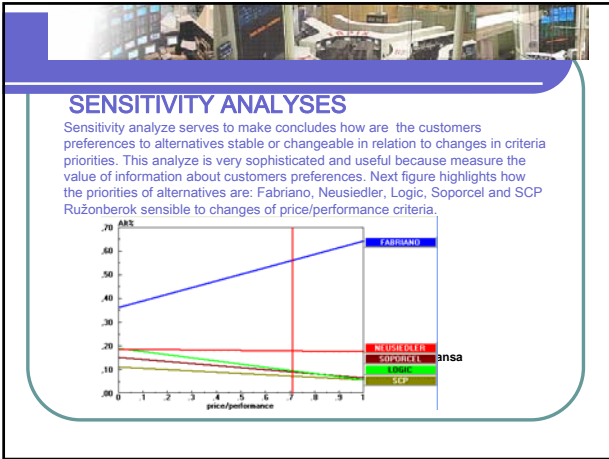 SENSITIVITY ANALYSES
Sensitivity analyze serves to make concludes how are the customers
preferences to alternatives stable or changeable in relation to changes in criteria
priorities. This analyze is very sophisticated and useful because measure the
value of information about customers preferences. Next figure highlights how
the priorities of alternatives are: Fabriano, Neusiedler, Logic, Soporcel and SCP
Ružonberok sensible to changes of price/performance criteria.
Alt%
,70
,60
,50
,40
,30
,20
,10
,00
FABRIANO
NEUSIEDLER
SOPORCEL
LOGIC
SCP
ansa
0 .1 .2 .3 .4 .5 .6 .7 .8 .9 1
price/performance